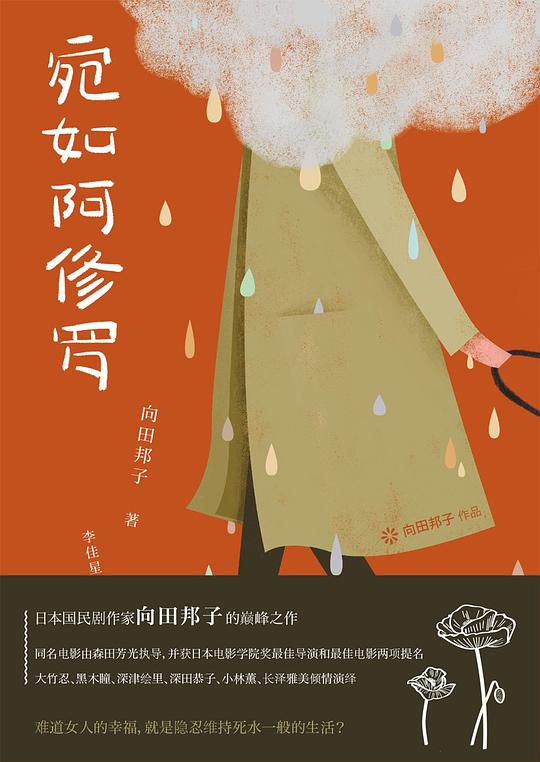 宛如阿修罗
向田邦子 著
李佳星
向田邦子 作品
日本国民剧作家向田邦子的巅峰之作
同名电影由森田芳光执导，并获日本电影学院奖最佳导演和最佳电影两项提名
大竹忍、黑木瞳、深津绘里、深田恭子、小林薰、长泽雅美倾情演绎
难道女人的幸福，就是隐忍维持死水一般的生活？